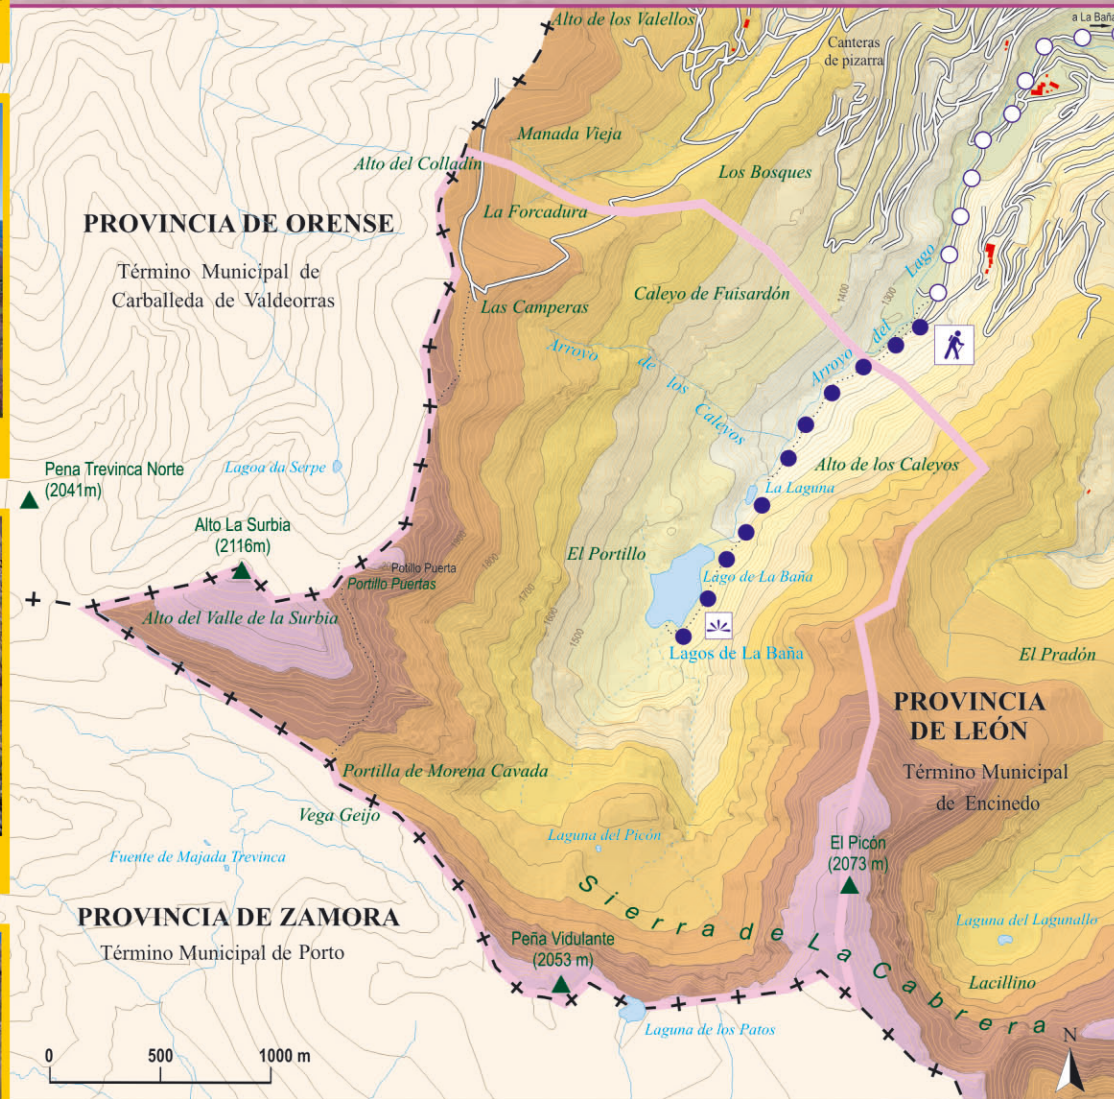 a La Baña
Alto de los Valellos
Canteras
de pizarra
Manada Vieja
Alto del Colladín
Los Bosques
PROVINCIA DE ORENSE
La Forcadura
Término Municipal de
Carballeda de Valdeorras
Lago
del
Arroyo
1400
1300
Caleyo de Fuisardón
Las Camperas
Arroyo de los Caleyos
Pena Trevinca Norte
(2041m)
Lagoa da Serpe
Alto de los Caleyos
La Laguna
Alto La Surbia
(2116m)
1900
1800
1700
1600
1500
El Portillo
Potillo Puerta
Portillo Puertas
Lago de La Baña
Alto del Valle de la Surbia
Lagos de La Baña
El Pradón
PROVINCIA
DE LEÓN
Término Municipal
de Encinedo
Portilla de Morena Cavada
Vega Geijo
Laguna del Picón
El Picón
(2073 m)
Fuente de Majada Trevinca
Sierra de La Cabrera
PROVINCIA DE ZAMORA
Término Municipal de Porto
Laguna del Lagunallo
Peña Vidulante
(2053 m)
Lacillino
Laguna de los Patos
N
0 500 1000 m